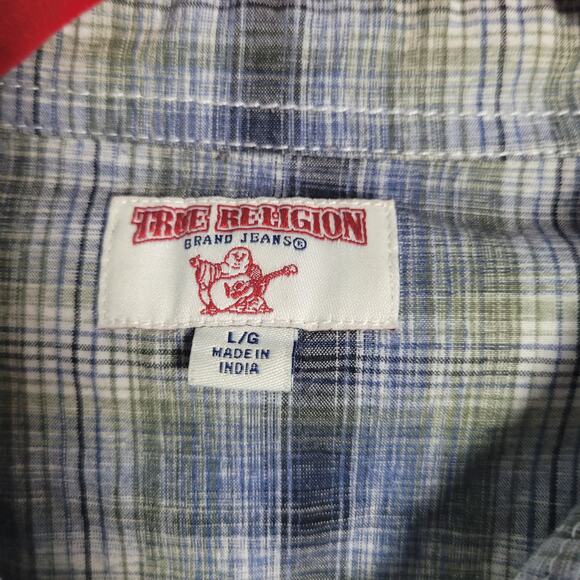 TRUE RELIGION
BRAND JEANS®
L/G
MADE IN
INDIA